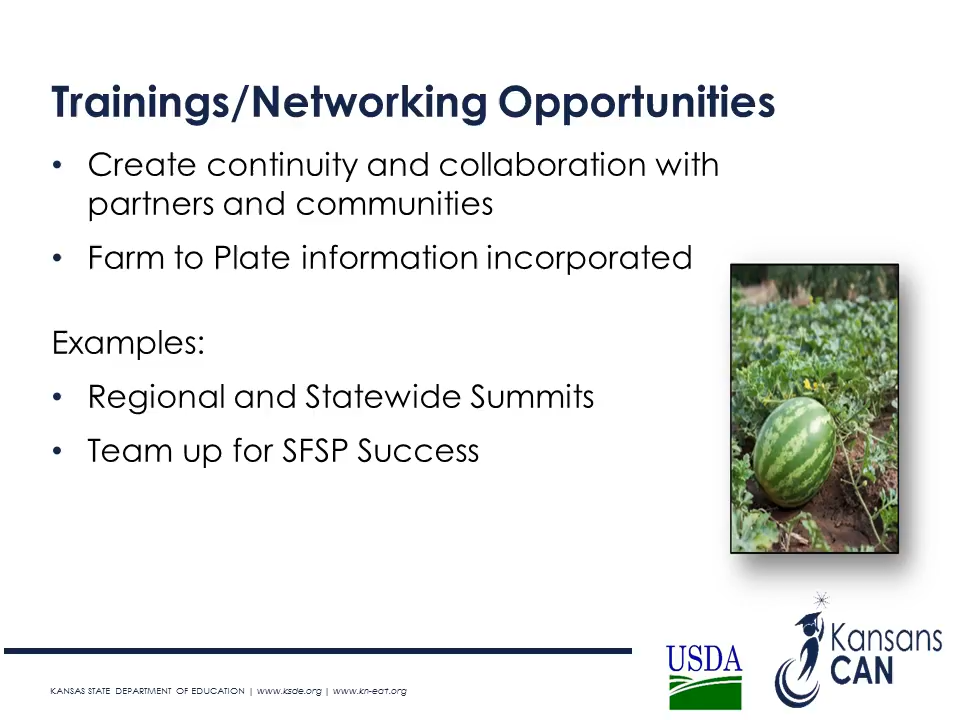 Trainings/Networking Opportunities
• Create continuity and collaboration with
partners and communities
• Farm to Plate information incorporated
Examples:
• Regional and Statewide Summits
• Team up for SFSP Success
KANSAS STATE DEPARTMENT OF EDUCATION | www.ksde.org | www.kn-eat.org
USDA
Kansans
CAN